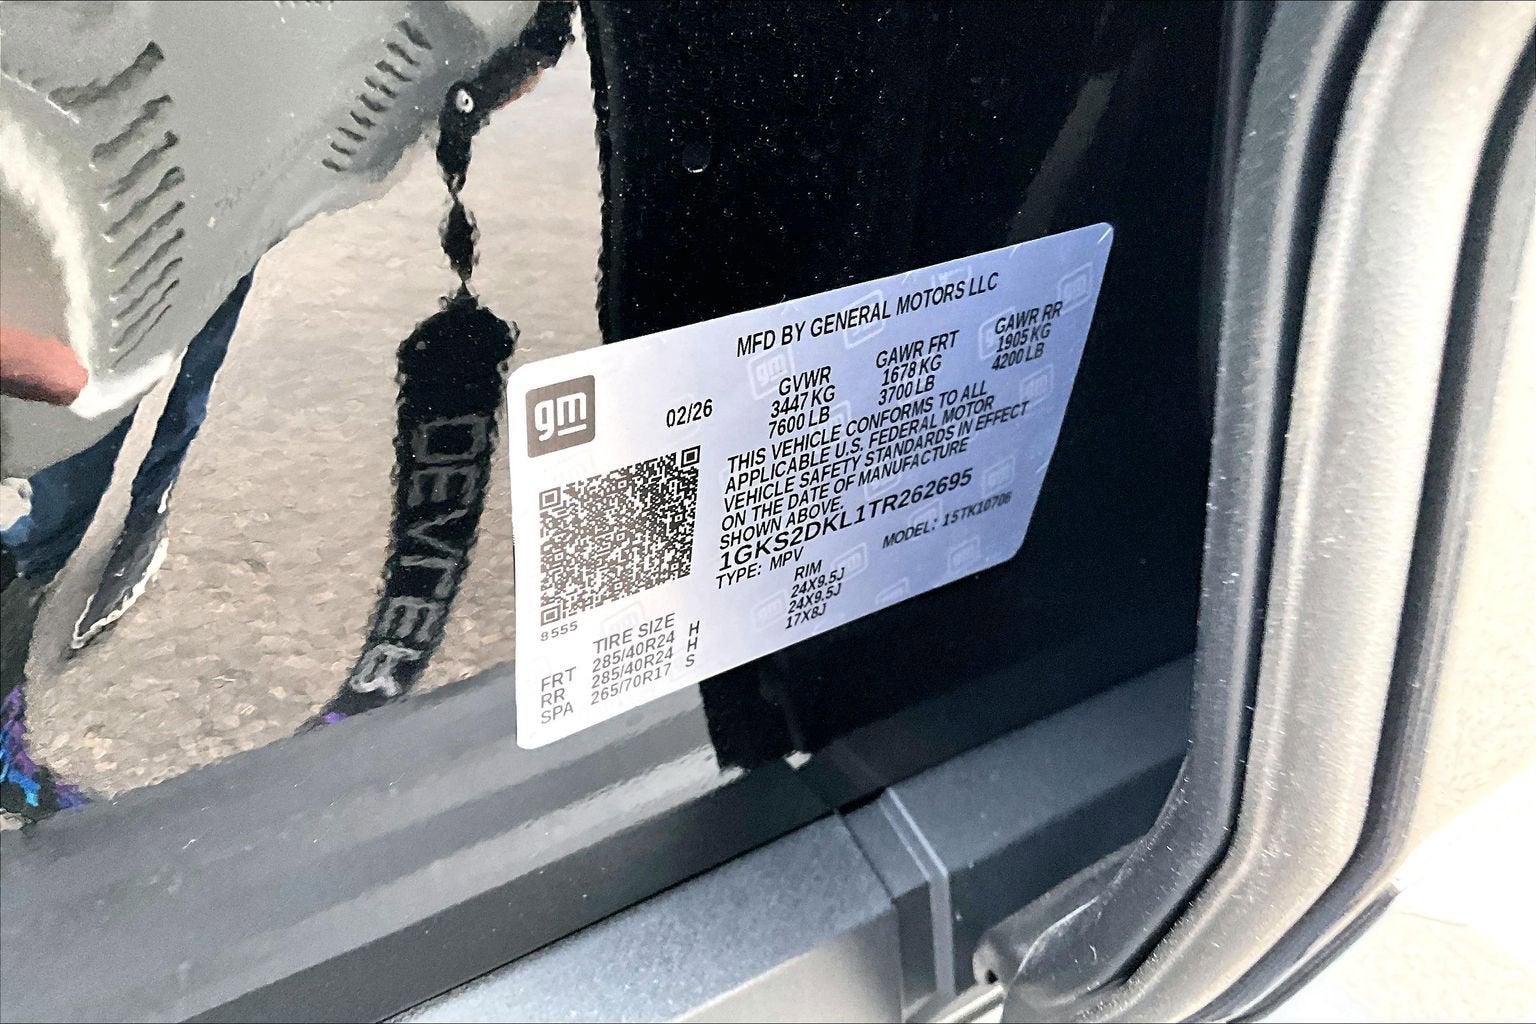 MFD BY GENERAL MOTORS LLC
gm
02/26
GVWR GAWR FRT GAWR RR
3447 KG 1678 KG 1905 KG
7600 LB 3700 LB 4200 LB
THIS VEHICLE CONFORMS TO ALL
APPLICABLE U.S. FEDERAL MOTOR
VEHICLE SAFETY STANDARDS IN EFFECT
ON THE DATE OF MANUFACTURE
SHOWN ABOVE.
1GKS2DKL1TR262695
TYPE: MPV MODEL: 15TK10706
8555
TIRE SIZE RIM
FRT 285/40R24 H 24X9.5J
RR 285/40R24 H 24X9.5J
SPA 265/70R17 S 17X8J